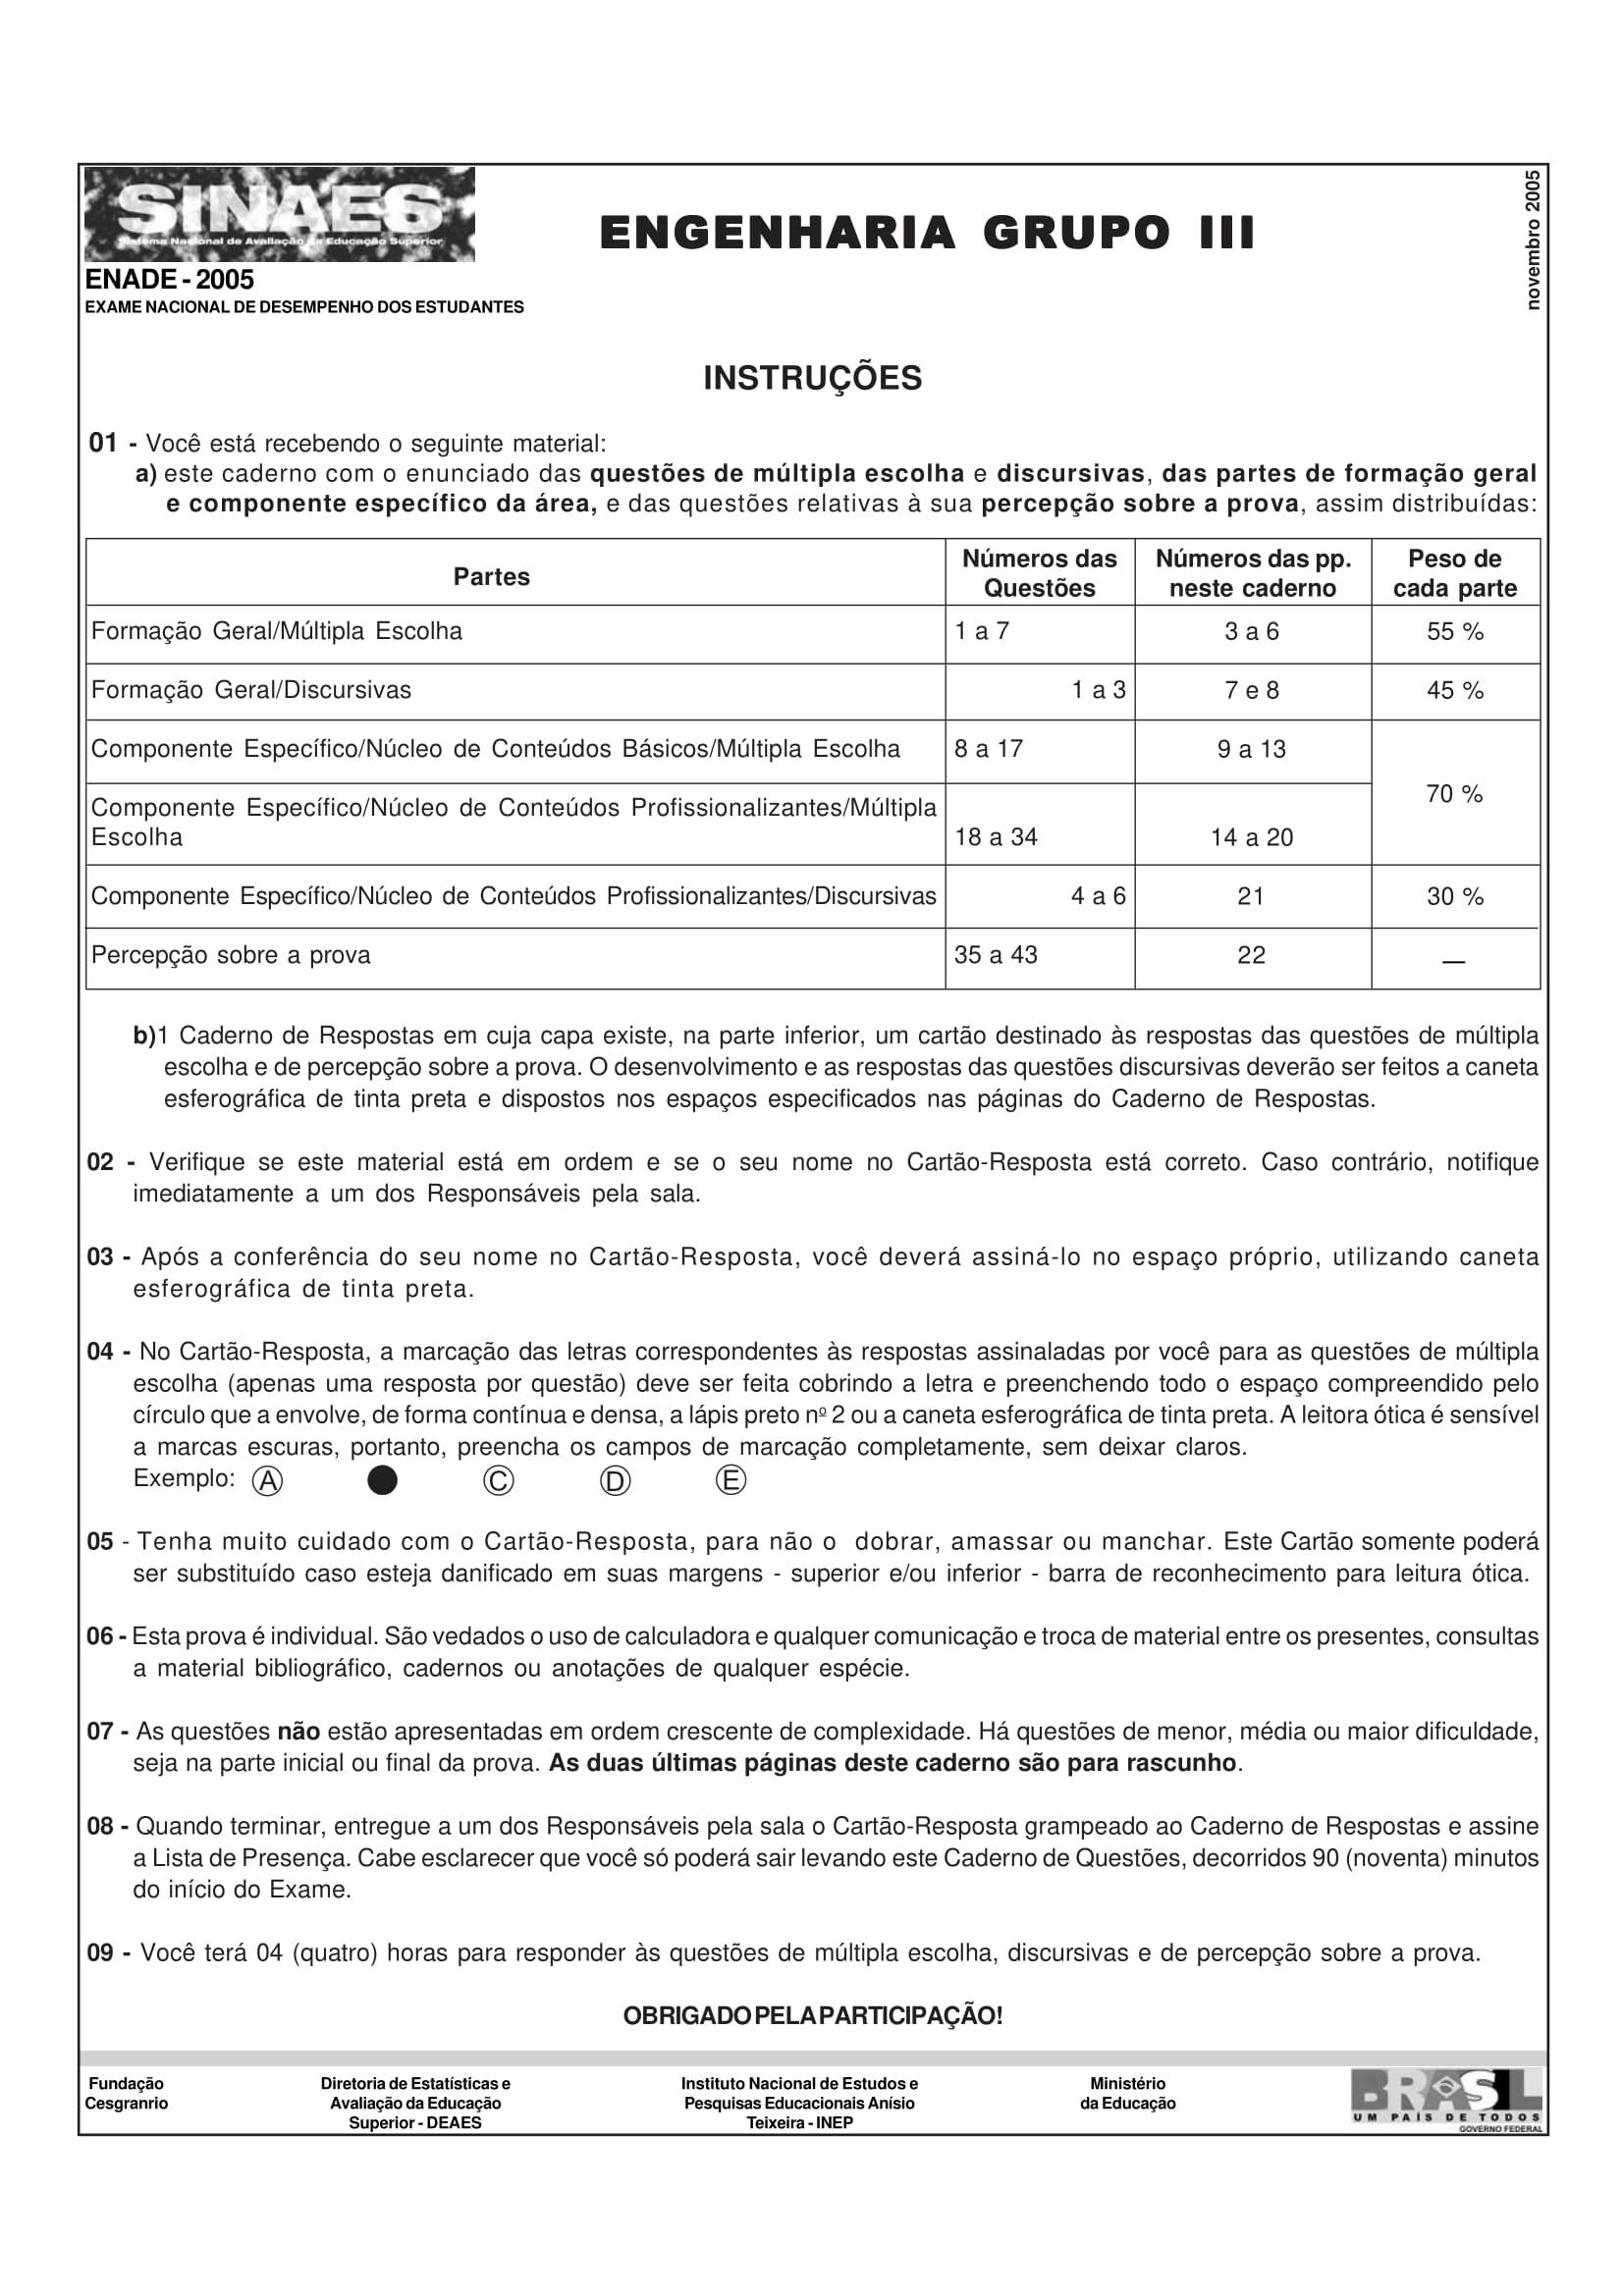 SINAES
Sistema Nacional de Avaliação da Educação Superior
ENGENHARIA GRUPO III
novembro 2005
ENADE - 2005
EXAME NACIONAL DE DESEMPENHO DOS ESTUDANTES
INSTRUÇÕES
01 - Você está recebendo o seguinte material:
a) este caderno com o enunciado das questões de múltipla escolha e discursivas, das partes de formação geral
e componente específico da área, e das questões relativas à sua percepção sobre a prova, assim distribuídas:
Partes
Números das
Questões
Números das pp.
neste caderno
Peso de
cada parte
Formação Geral/Múltipla Escolha 1 a 7 3 a 6 55 %
Formação Geral/Discursivas 1 a 3 7 e 8 45 %
Componente Específico/Núcleo de Conteúdos Básicos/Múltipla Escolha 8 a 17 9 a 13
70 %
Componente Específico/Núcleo de Conteúdos Profissionalizantes/Múltipla
Escolha 18 a 34 14 a 20
Componente Específico/Núcleo de Conteúdos Profissionalizantes/Discursivas 4 a 6 21 30 %
Percepção sobre a prova 35 a 43 22 —
b)1 Caderno de Respostas em cuja capa existe, na parte inferior, um cartão destinado às respostas das questões de múltipla
escolha e de percepção sobre a prova. O desenvolvimento e as respostas das questões discursivas deverão ser feitos a caneta
esferográfica de tinta preta e dispostos nos espaços especificados nas páginas do Caderno de Respostas.
02 - Verifique se este material está em ordem e se o seu nome no Cartão-Resposta está correto. Caso contrário, notifique
imediatamente a um dos Responsáveis pela sala.
03 - Após a conferência do seu nome no Cartão-Resposta, você deverá assiná-lo no espaço próprio, utilizando caneta
esferográfica de tinta preta.
04 - No Cartão-Resposta, a marcação das letras correspondentes às respostas assinaladas por você para as questões de múltipla
escolha (apenas uma resposta por questão) deve ser feita cobrindo a letra e preenchendo todo o espaço compreendido pelo
círculo que a envolve, de forma contínua e densa, a lápis preto nº 2 ou a caneta esferográfica de tinta preta. A leitora ótica é sensível
a marcas escuras, portanto, preencha os campos de marcação completamente, sem deixar claros.
Exemplo: A C D E
05 - Tenha muito cuidado com o Cartão-Resposta, para não o dobrar, amassar ou manchar. Este Cartão somente poderá
ser substituído caso esteja danificado em suas margens - superior e/ou inferior - barra de reconhecimento para leitura ótica.
06 - Esta prova é individual. São vedados o uso de calculadora e qualquer comunicação e troca de material entre os presentes, consultas
a material bibliográfico, cadernos ou anotações de qualquer espécie.
07 - As questões não estão apresentadas em ordem crescente de complexidade. Há questões de menor, média ou maior dificuldade,
seja na parte inicial ou final da prova. As duas últimas páginas deste caderno são para rascunho.
08 - Quando terminar, entregue a um dos Responsáveis pela sala o Cartão-Resposta grampeado ao Caderno de Respostas e assine
a Lista de Presença. Cabe esclarecer que você só poderá sair levando este Caderno de Questões, decorridos 90 (noventa) minutos
do início do Exame.
09 - Você terá 04 (quatro) horas para responder às questões de múltipla escolha, discursivas e de percepção sobre a prova.
OBRIGADO PELA PARTICIPAÇÃO!
Fundação
Cesgranrio
Diretoria de Estatísticas e
Avaliação da Educação
Superior - DEAES
Instituto Nacional de Estudos e
Pesquisas Educacionais Anísio
Teixeira - INEP
Ministério
da Educação
BRASIL
UM PAÍS DE TODOS
GOVERNO FEDERAL